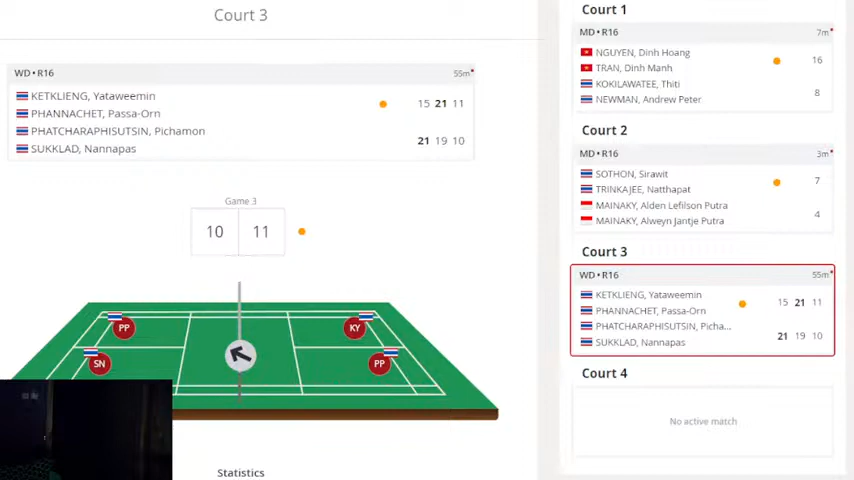 Court 3
WD • R16 55m
KETKLIENG, Yataweemin
PHANNACHET, Passa-Orn
15 21 11
PHATCHARAPHISUTSIN, Pichamon
SUKKLAD, Nannapas
21 19 10
Game 3
10 11
PP
KY
SN
PP
Statistics
Court 1
MD • R16 7m
NGUYEN, Dinh Hoang
TRAN, Dinh Manh
16
KOKILAWATEE, Thiti
NEWMAN, Andrew Peter
8
Court 2
MD • R16 3m
SOTHON, Sirawit
TRINKAJEE, Natthapat
7
MAINAKY, Alden Lefilson Putra
MAINAKY, Alweyn Jantje Putra
4
Court 3
WD • R16 55m
KETKLIENG, Yataweemin
PHANNACHET, Passa-Orn
15 21 11
PHATCHARAPHISUTSIN, Picha...
SUKKLAD, Nannapas
21 19 10
Court 4
No active match